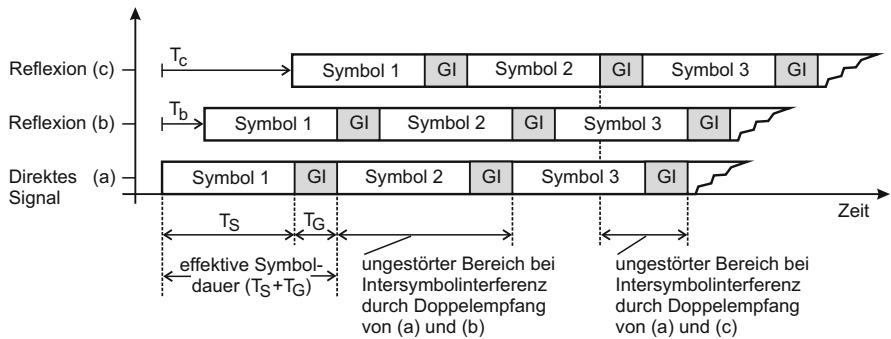 Reflexion (c)
T_c
Symbol 1 GI Symbol 2 GI Symbol 3 GI
Reflexion (b)
T_b
Symbol 1 GI Symbol 2 GI Symbol 3 GI
Direktes (a)
Signal
Symbol 1 GI Symbol 2 GI Symbol 3 GI
Zeit
T_S T_G
effektive Symbol-
dauer (T_S+T_G)
ungestörter Bereich bei
Intersymbolinterferenz
durch Doppelempfang
von (a) und (b)
ungestörter Bereich bei
Intersymbolinterferenz
durch Doppelempfang
von (a) und (c)